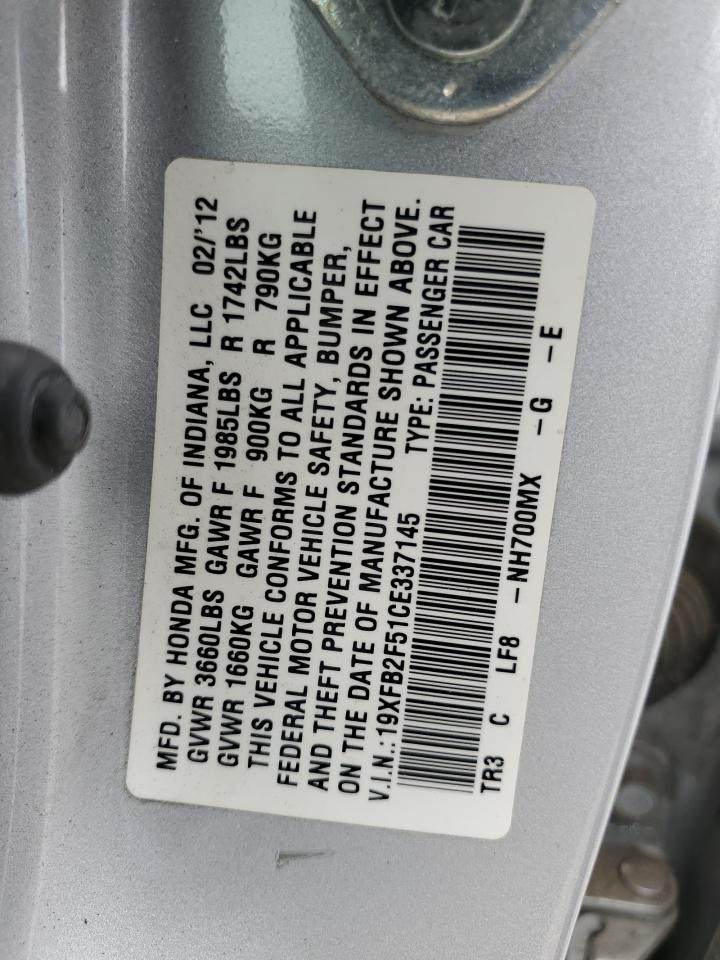 MFD. BY HONDA MFG. OF INDIANA, LLC 02/'12
GVWR 3660LBS GAWR F 1985LBS R 1742LBS
GVWR 1660KG GAWR F 900KG R 790KG
THIS VEHICLE CONFORMS TO ALL APPLICABLE
FEDERAL MOTOR VEHICLE SAFETY, BUMPER,
AND THEFT PREVENTION STANDARDS IN EFFECT
ON THE DATE OF MANUFACTURE SHOWN ABOVE.
V.I.N.:19XFB2F51CE337145 TYPE: PASSENGER CAR
TR3 C LF8 -NH700MX -G -E